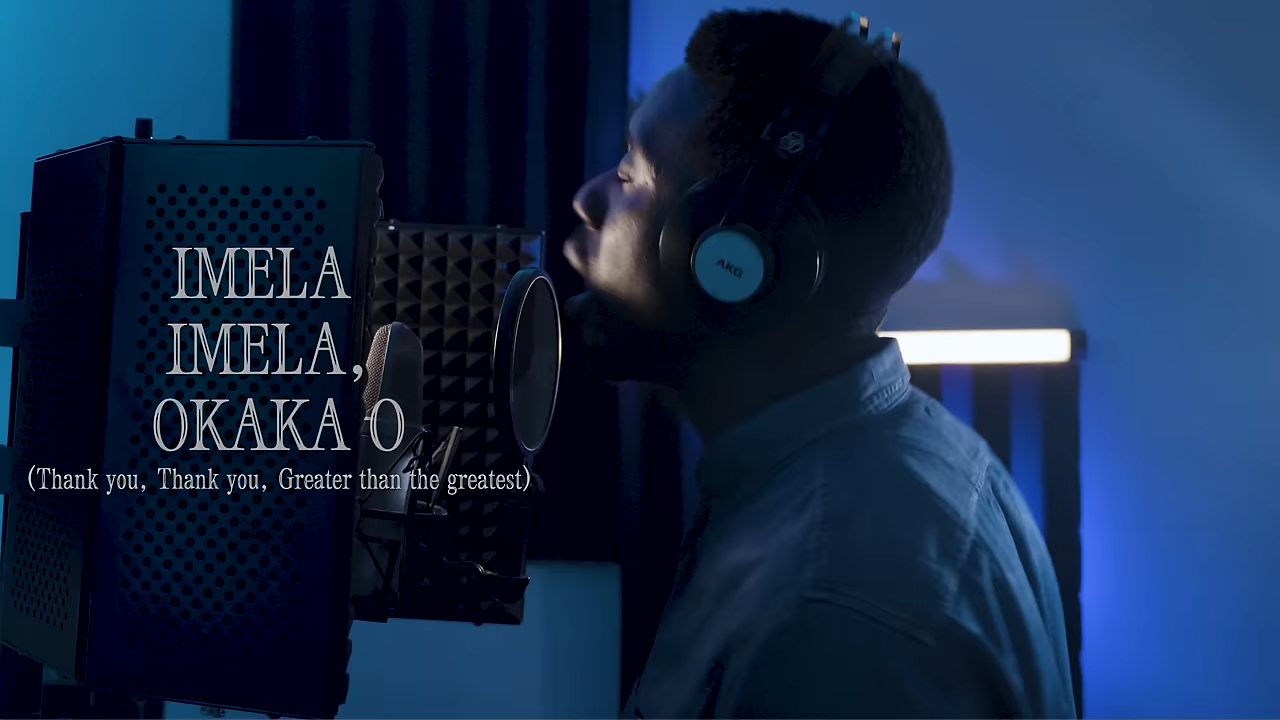 IMELA
IMELA,
OKAKA O
(Thank you, Thank you, Greater than the greatest)
AKG